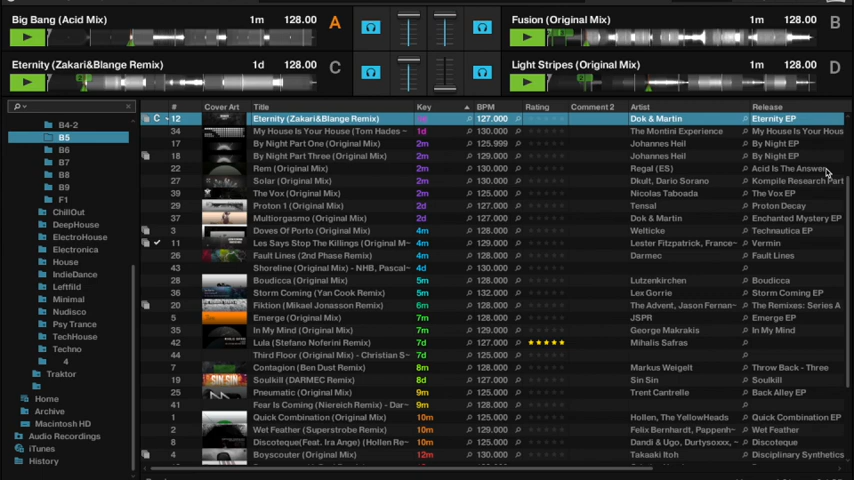 Big Bang (Acid Mix) 1m 128.00 A
Fusion (Original Mix) 1m 128.00 B
Eternity (Zakari&Blange Remix) 1d 128.00 C
Light Stripes (Original Mix) 1m 128.00 D
# Cover Art Title Key BPM Rating Comment 2 Artist Release
B4-2
B5
B6
B7
B8
B9
F1
ChillOut
DeepHouse
ElectroHouse
Electronica
House
IndieDance
Leftfild
Minimal
Nudisco
Psy Trance
TechHouse
Techno
4
Traktor
Home
Archive
Macintosh HD
Audio Recordings
iTunes
History
C 12 Eternity (Zakari&Blange Remix) 127.000 Dok & Martin Eternity EP
34 My House Is Your House (Tom Hades ~ 1d 130.000 The Montini Experience My House Is Your Hous
17 By Night Part One (Original Mix) 2m 125.999 Johannes Heil By Night EP
18 By Night Part Three (Original Mix) 2m 128.000 Johannes Heil By Night EP
22 Rem (Original Mix) 2m 130.000 Regal (ES) Acid Is The Answer
27 Solar (Original Mix) 2m 130.000 Dkult, Dario Sorano Kompile Research Part
39 The Vox (Original Mix) 2m 127.000 Nicolas Taboada The Vox EP
29 Proton 1 (Original Mix) 2d 127.000 Tensal Proton Decay
37 Multiorgasmo (Original Mix) 2d 127.000 Dok & Martin Enchanted Mystery EP
3 Doves Of Porto (Original Mix) 4m 128.000 Welticke Technautica EP
11 Les Says Stop The Killings (Original M~ 4m 129.000 Lester Fitzpatrick, France~ Vermin
26 Fault Lines (2nd Phase Remix) 4m 128.000 Darmec Fault Lines
43 Shoreline (Original Mix) - NHB, Pascal~ 4d 130.000
28 Boudicca (Original Mix) 5m 128.000 Lutzenkirchen Boudicca
36 Storm Coming (Yan Cook Remix) 5m 132.000 Lex Gorrie Storm Coming EP
20 Fiktion (Mikael Jonasson Remix) 6m 128.000 The Advent, Jason Fernan~ The Remixes: Series A
5 Emerge (Original Mix) 7m 128.000 JSPR Emerge EP
35 In My Mind (Original Mix) 7m 129.000 George Makrakis In My Mind
42 Lula (Stefano Noferini Remix) 7d 127.000 Mihalis Safras
44 Third Floor (Original Mix) - Christian S~ 7d 125.000
7 Contagion (Ben Dust Remix) 8m 128.000 Markus Weigelt Throw Back - Three
19 Soulkill (DARMEC Remix) 8d 128.000 Sin Sin Soulkill
25 Pneumatic (Original Mix) 9m 127.000 Trent Cantrelle Back Alley EP
41 Fear Is Coming (Niereich Remix) - Dar~ 9m 128.000
1 Quick Combination (Original Mix) 10m 125.000 Hollen, The YellowHeads Quick Combination EP
2 Wet Feather (Superstrobe Remix) 10m 127.000 Felix Bernhardt, Pappenh~ Wet Feather
8 Discoteque(Feat. Ira Ange) (Hollen Re~ 10m 125.000 Dandi & Ugo, Durtysoxxx, ~ Discoteque
4 Boyscouter (Original Mix) 12m 128.000 Takaaki Itoh Disciplinary Synthetics